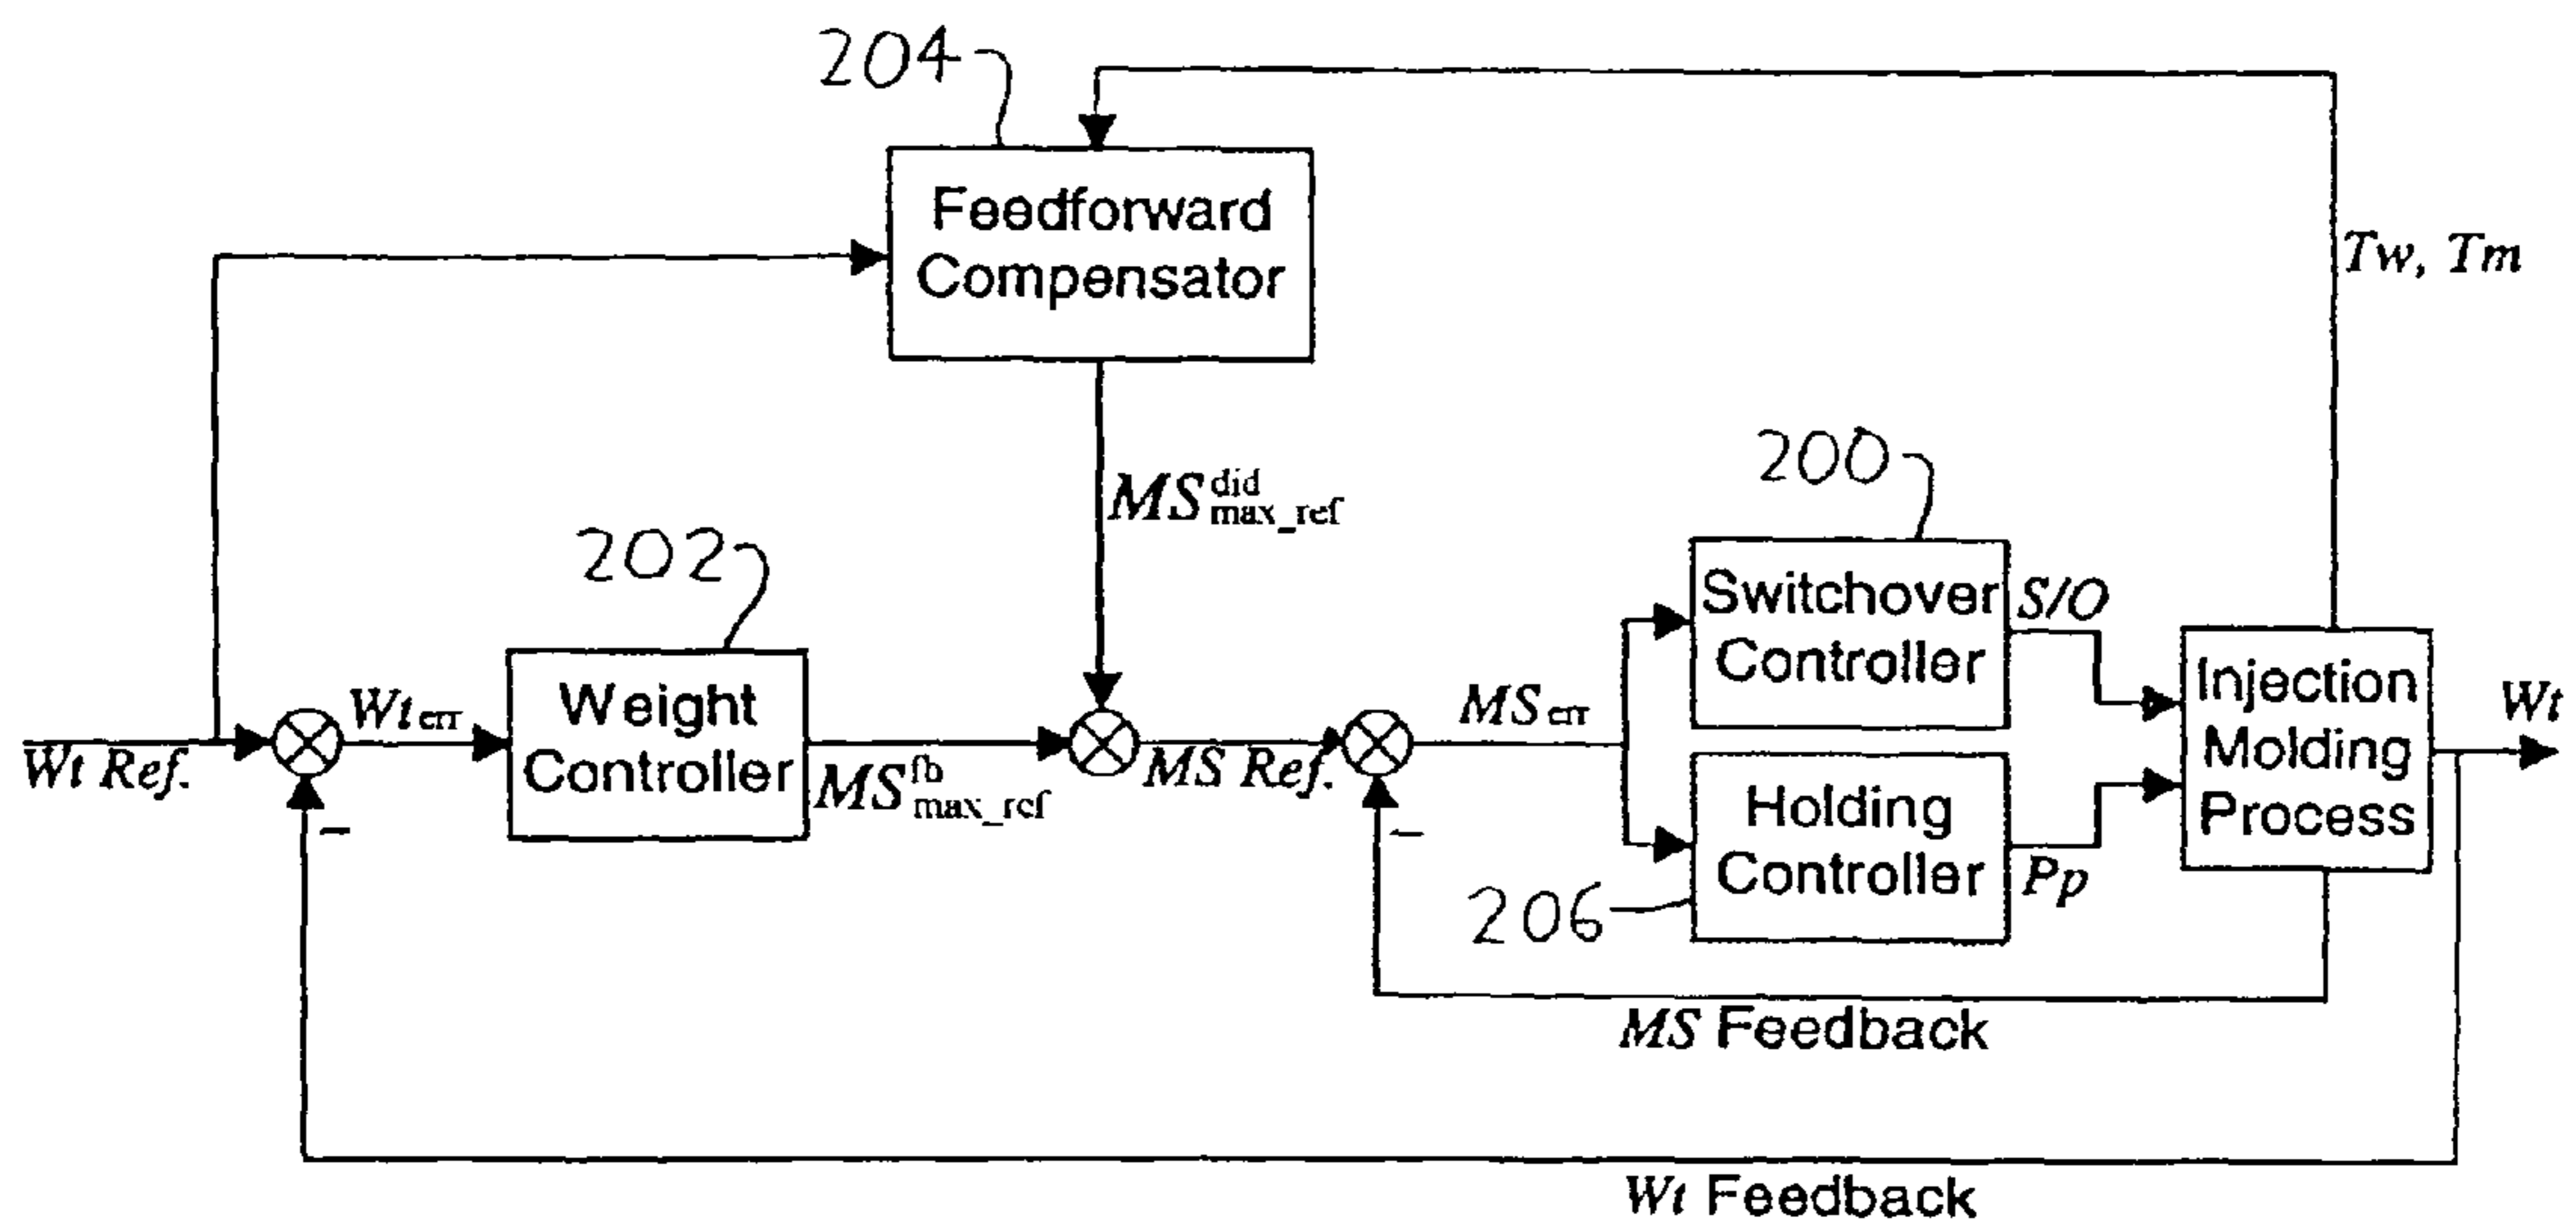 204
Feedforward
Compensator
Tw, Tm
MS did max_ref
200
202
Switchover
Controller
S/O
Wt err
Weight
Controller
MS err
Injection
Molding
Process
Wt
Wt Ref.
MS fb max_ref
MS Ref.
–
–
Holding
Controller
Pp
206
MS Feedback
Wt Feedback